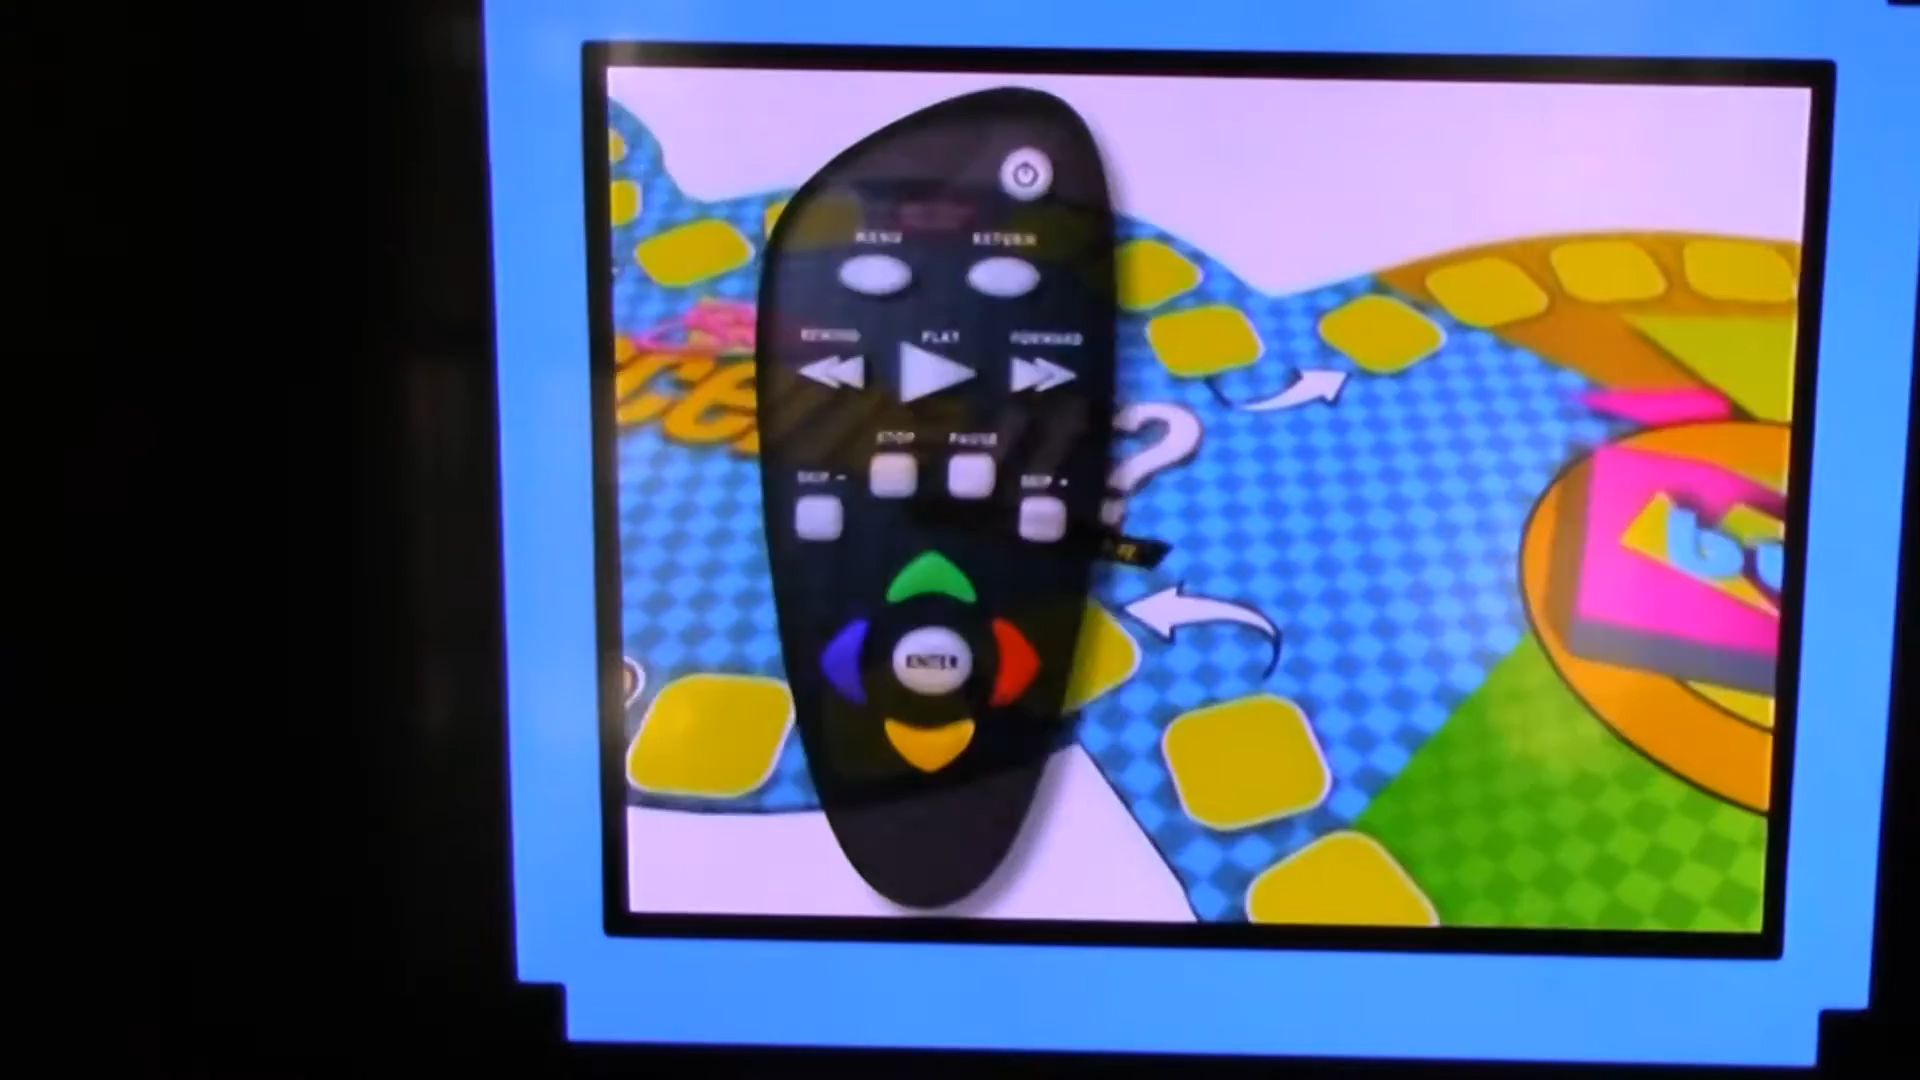 MENU RETURN
REWIND PLAY FORWARD
STOP PAUSE
SKIP - SKIP +
ENTER
?